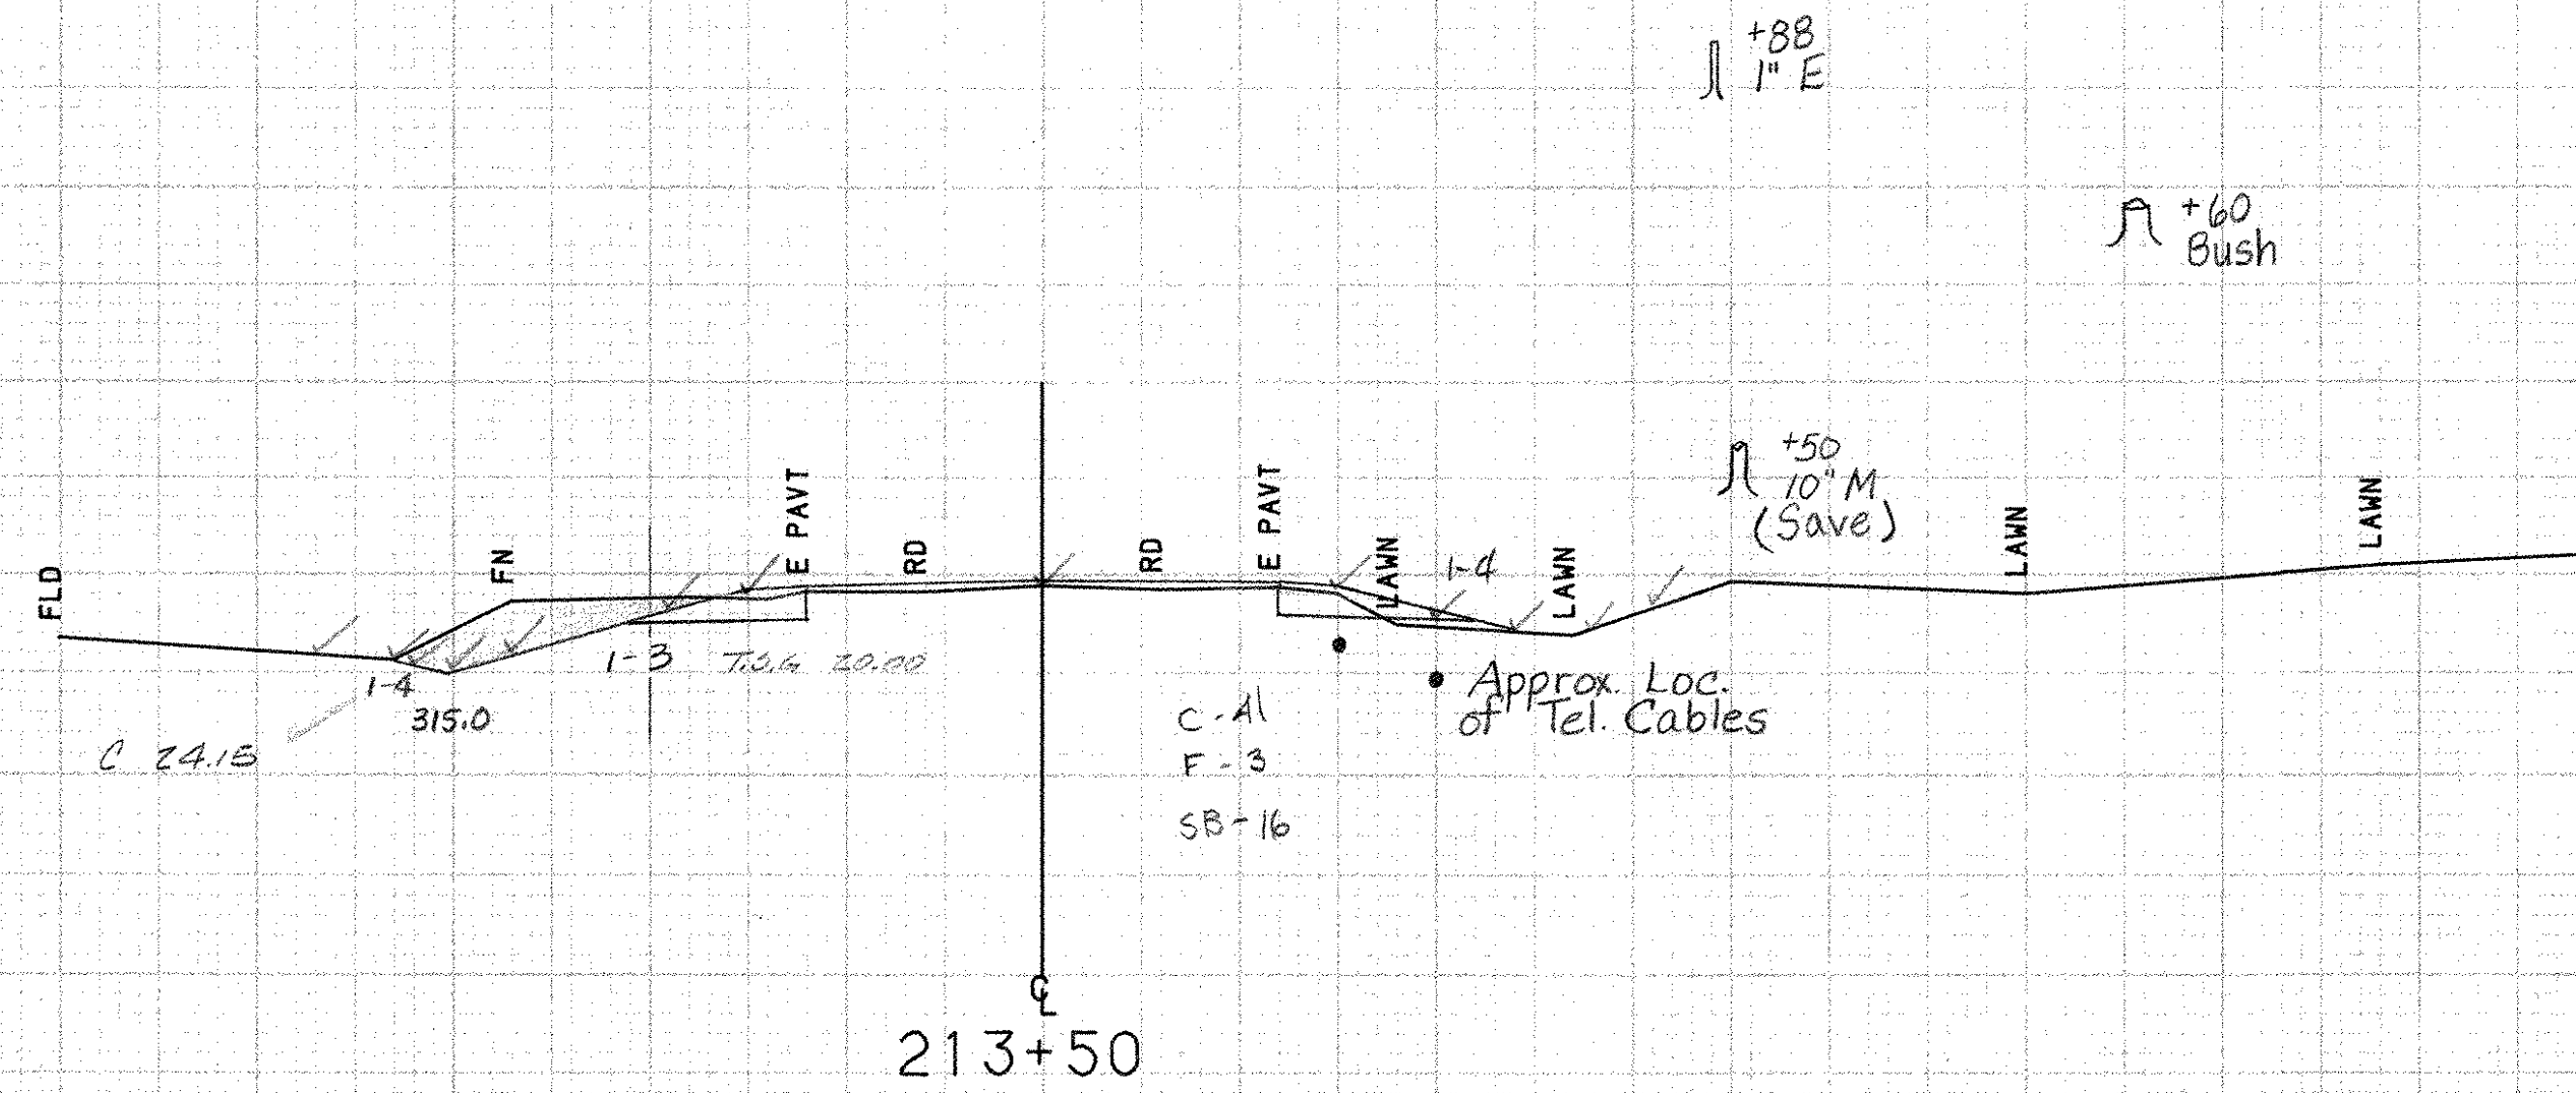 +88
1" E
+60
Bush
+50
10" M
(Save)
FLD
FN
E PAVT
RD
RD
E PAVT
LAWN
1-4
LAWN
LAWN
LAWN
1-4
315.0
1-3
T.S.G 20.00
C 24.15
C - 41
F - 3
SB - 16
Approx. Loc.
of Tel. Cables
CL
213+50